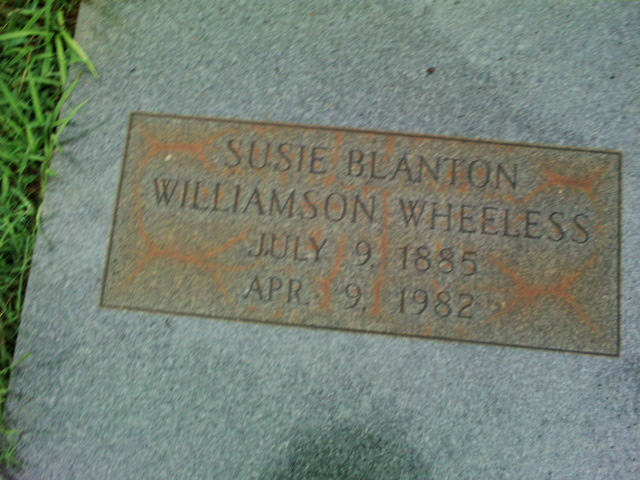 SUSIE BLANTON
WILLIAMSON WHEELESS
JULY 9, 1885
APR. 9, 1982